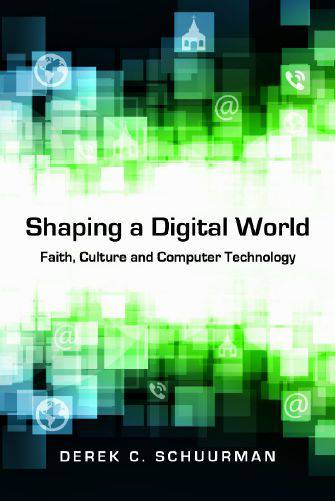 @
Shaping a Digital World
Faith, Culture and Computer Technology
@
@
DEREK C. SCHUURMAN